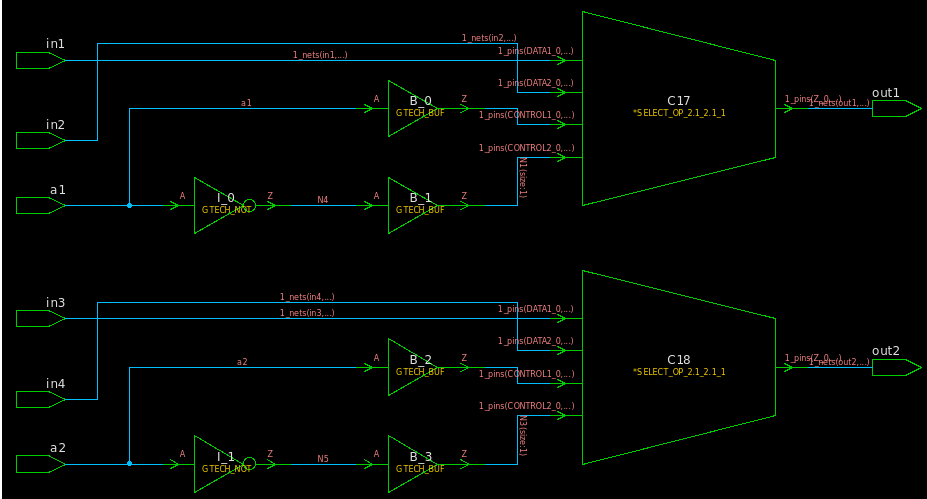 in1
1_nets(in2,...)
1_nets(in1,...)
1_pins(DATA1_0,...)
1_pins(DATA2_0,...)
a1
A
B_0
GTECH_BUF
Z
C17
*SELECT_OP_2.1_2.1_1
1_pins(Z_0,...)
1_nets(out1,...)
out1
in2
1_pins(CONTROL1_0,...)
1_pins(CONTROL2_0,...)
N1(size:1)
a1
A
I_0
GTECH_NOT
Z
N4
A
B_1
GTECH_BUF
Z
in3
1_nets(in4,...)
1_nets(in3,...)
1_pins(DATA1_0,...)
1_pins(DATA2_0,...)
a2
A
B_2
GTECH_BUF
Z
C18
*SELECT_OP_2.1_2.1_1
1_pins(Z_0,...)
1_nets(out2,...)
out2
in4
1_pins(CONTROL1_0,...)
1_pins(CONTROL2_0,...)
N3(size:1)
a2
A
I_1
GTECH_NOT
Z
N5
A
B_3
GTECH_BUF
Z